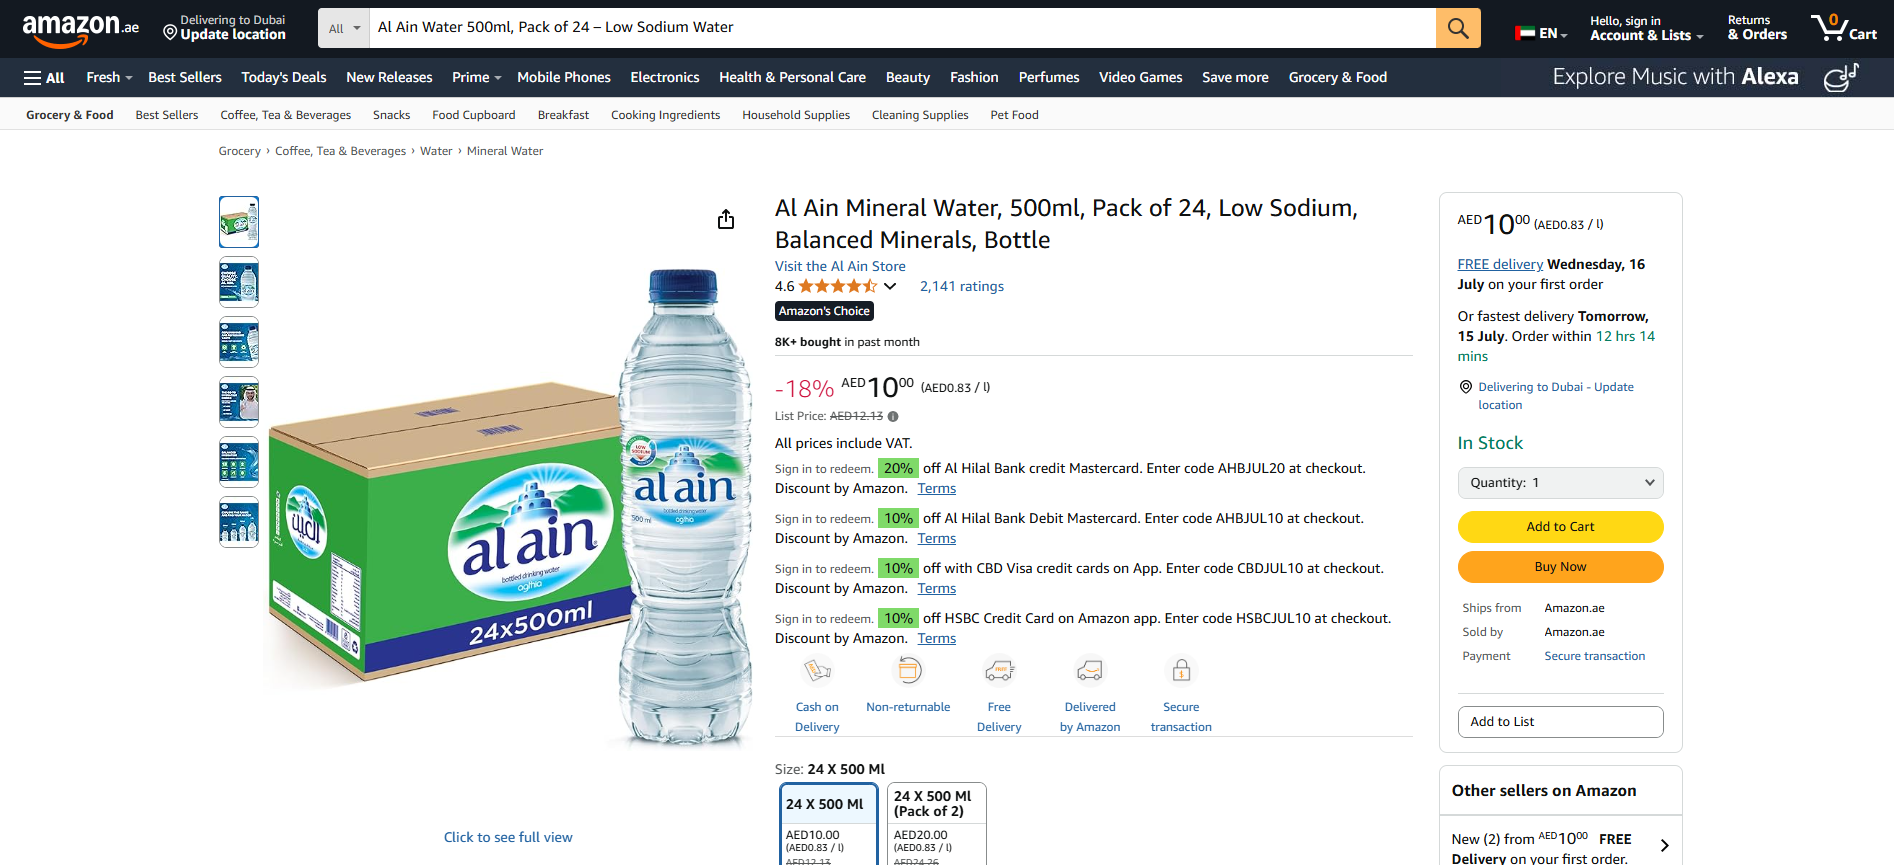 amazon.ae
Delivering to Dubai
Update location
All
Al Ain Water 500ml, Pack of 24 – Low Sodium Water
EN
Hello, sign in
Account & Lists
Returns
& Orders
0
Cart
All Fresh Best Sellers Today's Deals New Releases Prime Mobile Phones Electronics Health & Personal Care Beauty Fashion Perfumes Video Games Save more Grocery & Food
Explore Music with Alexa
Grocery & Food Best Sellers Coffee, Tea & Beverages Snacks Food Cupboard Breakfast Cooking Ingredients Household Supplies Cleaning Supplies Pet Food
Grocery › Coffee, Tea & Beverages › Water › Mineral Water
العين
al ain
bottled drinking water
agthia
24x500ml
LOW
SODIUM
al ain
bottled drinking water
500 ml
agthia
Click to see full view
Al Ain Mineral Water, 500ml, Pack of 24, Low Sodium,
Balanced Minerals, Bottle
Visit the Al Ain Store
4.6
2,141 ratings
Amazon's Choice
8K+ bought in past month
-18% AED 10 00 (AED0.83 / l)
List Price: AED12.13
All prices include VAT.
Sign in to redeem. 20% off Al Hilal Bank credit Mastercard. Enter code AHBJUL20 at checkout.
Discount by Amazon. Terms
Sign in to redeem. 10% off Al Hilal Bank Debit Mastercard. Enter code AHBJUL10 at checkout.
Discount by Amazon. Terms
Sign in to redeem. 10% off with CBD Visa credit cards on App. Enter code CBDJUL10 at checkout.
Discount by Amazon. Terms
Sign in to redeem. 10% off HSBC Credit Card on Amazon app. Enter code HSBCJUL10 at checkout.
Discount by Amazon. Terms
Cash on
Delivery
Non-returnable
Free
Delivery
Delivered
by Amazon
Secure
transaction
Size: 24 X 500 Ml
24 X 500 Ml
AED10.00
(AED0.83 / l)
AED12.13
24 X 500 Ml
(Pack of 2)
AED20.00
(AED0.83 / l)
AED24.26
AED 10 00 (AED0.83 / l)
FREE delivery Wednesday, 16
July on your first order
Or fastest delivery Tomorrow,
15 July. Order within 12 hrs 14
mins
Delivering to Dubai - Update
location
In Stock
Quantity: 1
Add to Cart
Buy Now
Ships from Amazon.ae
Sold by Amazon.ae
Payment Secure transaction
Add to List
Other sellers on Amazon
New (2) from AED 10 00 FREE
Delivery on your first order.